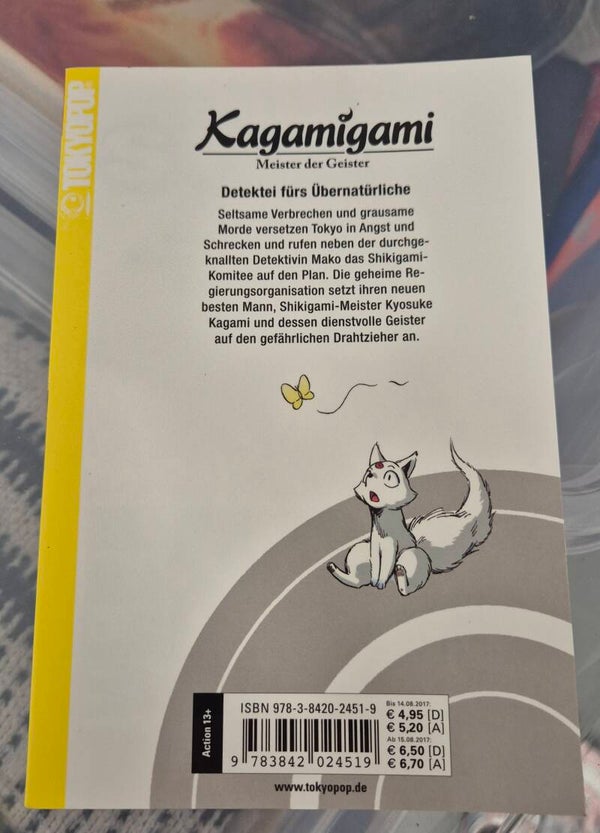 TOKYOPOP
Kagamigami
Meister der Geister
Detektei fürs Übernatürliche
Seltsame Verbrechen und grausame
Morde versetzen Tokyo in Angst und
Schrecken und rufen neben der durchge-
knallten Detektivin Mako das Shikigami-
Komitee auf den Plan. Die geheime Re-
gierungsorganisation setzt ihren neuen
besten Mann, Shikigami-Meister Kyosuke
Kagami und dessen dienstvolle Geister
auf den gefährlichen Drahtzieher an.
Action 13+
ISBN 978-3-8420-2451-9
9 783842 024519
Bis 14.08.2017:
€ 4,95 [D]
€ 5,20 [A]
Ab 15.08.2017:
€ 6,50 [D]
€ 6,70 [A]
www.tokyopop.de